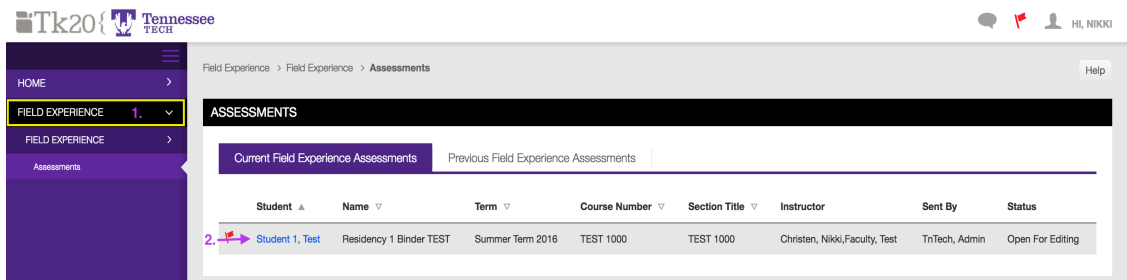 Tk20{ Tennessee TECH
HI, NIKKI
HOME
FIELD EXPERIENCE 1.
FIELD EXPERIENCE
Assessments
Field Experience > Field Experience > Assessments
Help
ASSESSMENTS
Current Field Experience Assessments Previous Field Experience Assessments
Student Name Term Course Number Section Title Instructor Sent By Status
2. Student 1, Test Residency 1 Binder TEST Summer Term 2016 TEST 1000 TEST 1000 Christen, Nikki,Faculty, Test TnTech, Admin Open For Editing